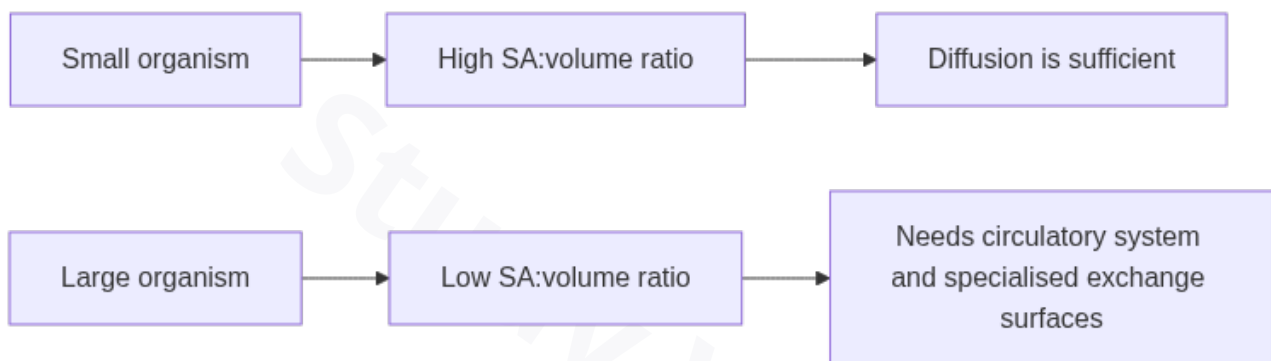 Small organism
High SA:volume ratio
Diffusion is sufficient
Large organism
Low SA:volume ratio
Needs circulatory system
and specialised exchange
surfaces